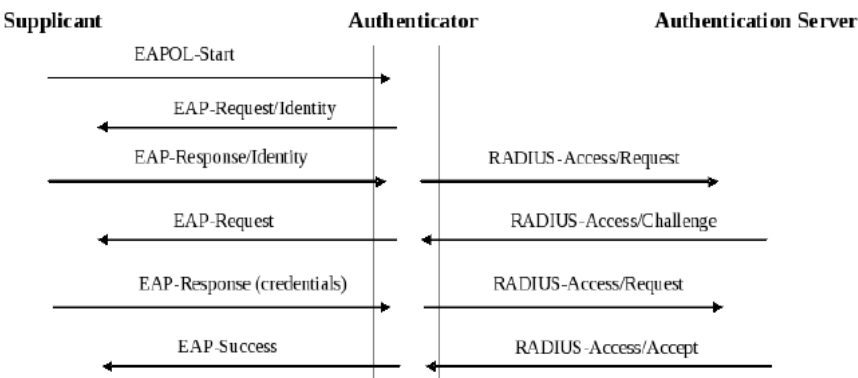 Supplicant Authenticator Authentication Server
EAPOL-Start
EAP-Request/Identity
EAP-Response/Identity RADIUS-Access/Request
EAP-Request RADIUS-Access/Challenge
EAP-Response (credentials) RADIUS-Access/Request
EAP-Success RADIUS-Access/Accept